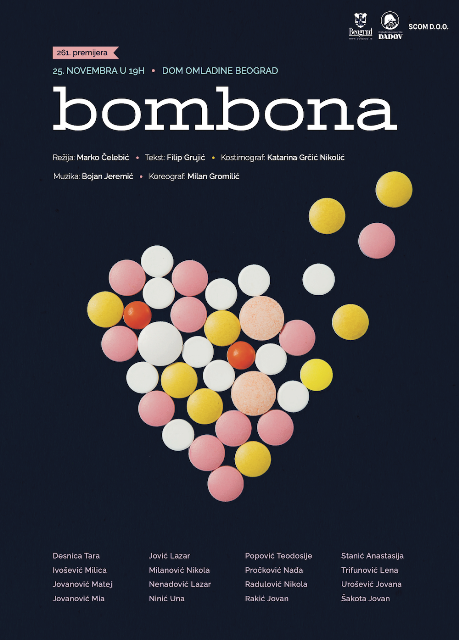 Beograd
DADOV
SCOM D.O.O.
261. premijera
25. NOVEMBRA U 19H • DOM OMLADINE BEOGRAD
bombona
Režija: Marko Čelebić • Tekst: Filip Grujić • Kostimograf: Katarina Grčić Nikolić
Muzika: Bojan Jeremić • Koreograf: Milan Gromilić
Desnica Tara
Ivošević Milica
Jovanović Matej
Jovanović Mia
Jović Lazar
Milanović Nikola
Nenadović Lazar
Ninić Una
Popović Teodosije
Pročković Nađa
Radulović Nikola
Rakić Jovan
Stanić Anastasija
Trifunović Lena
Urošević Jovana
Šakota Jovan